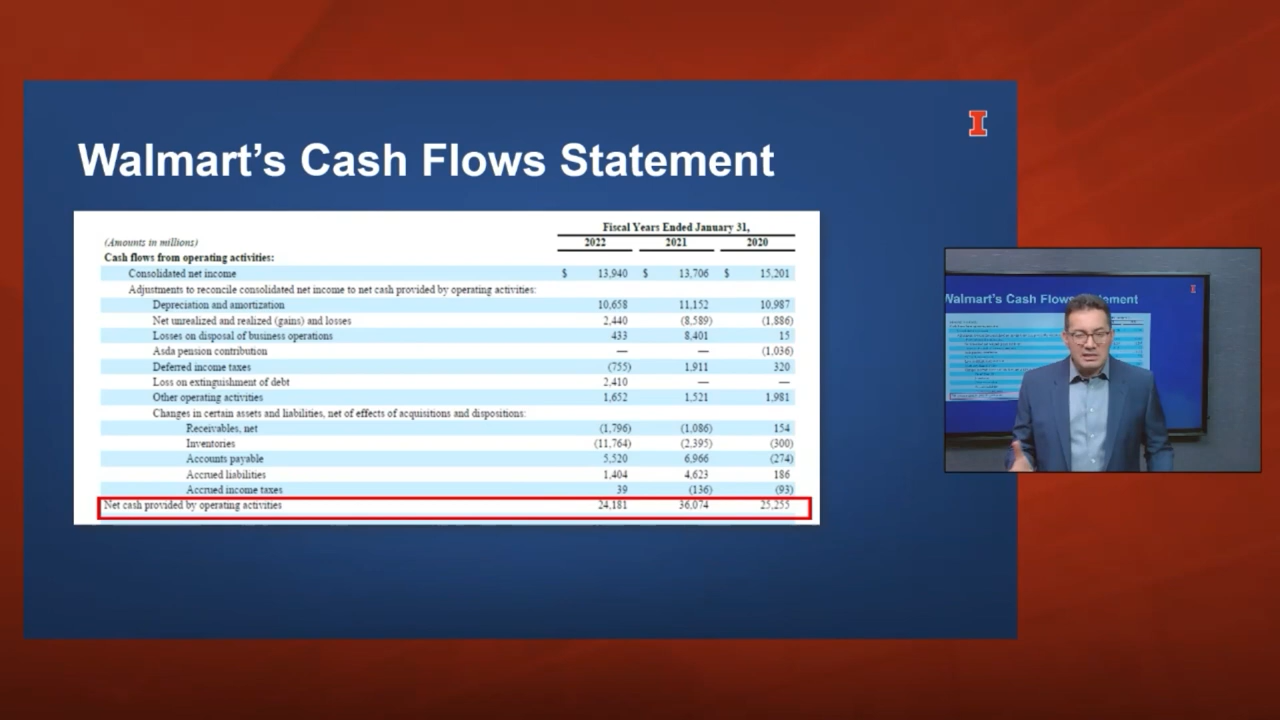 I
Walmart's Cash Flows Statement
Fiscal Years Ended January 31,
(Amounts in millions) 2022 2021 2020
Cash flows from operating activities:
Consolidated net income $ 13,940 $ 13,706 $ 15,201
Adjustments to reconcile consolidated net income to net cash provided by operating activities:
Depreciation and amortization 10,658 11,152 10,987
Net unrealized and realized (gains) and losses 2,440 (8,589) (1,886)
Losses on disposal of business operations 433 8,401 15
Asda pension contribution — — (1,036)
Deferred income taxes (755) 1,911 320
Loss on extinguishment of debt 2,410 — —
Other operating activities 1,652 1,521 1,981
Changes in certain assets and liabilities, net of effects of acquisitions and dispositions:
Receivables, net (1,796) (1,086) 154
Inventories (11,764) (2,395) (300)
Accounts payable 5,520 6,966 (274)
Accrued liabilities 1,404 4,623 186
Accrued income taxes 39 (136) (93)
Net cash provided by operating activities 24,181 36,074 25,255
I
Walmart's Cash Flows